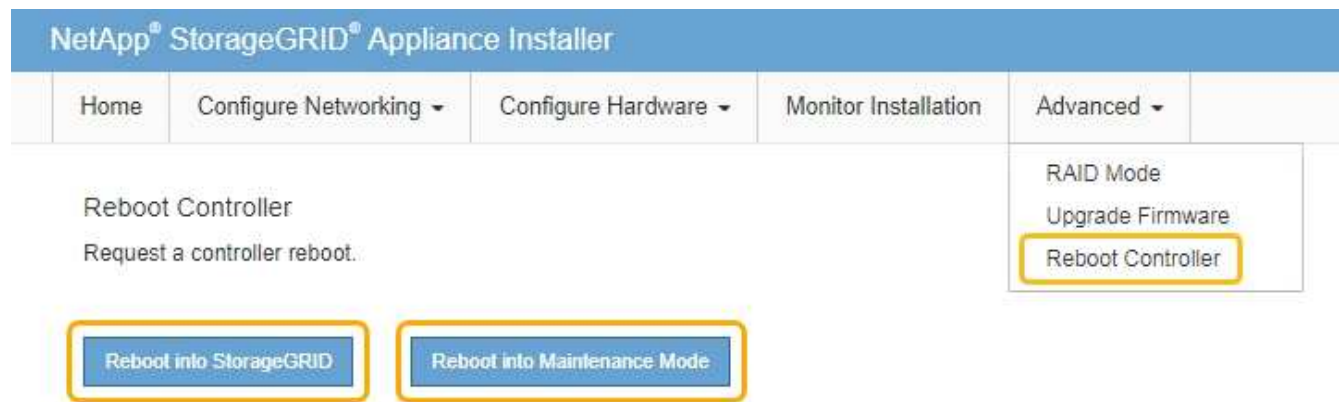 NetApp® StorageGRID® Appliance Installer
Home Configure Networking Configure Hardware Monitor Installation Advanced
RAID Mode
Upgrade Firmware
Reboot Controller
Reboot Controller
Request a controller reboot.
Reboot into StorageGRID Reboot into Maintenance Mode